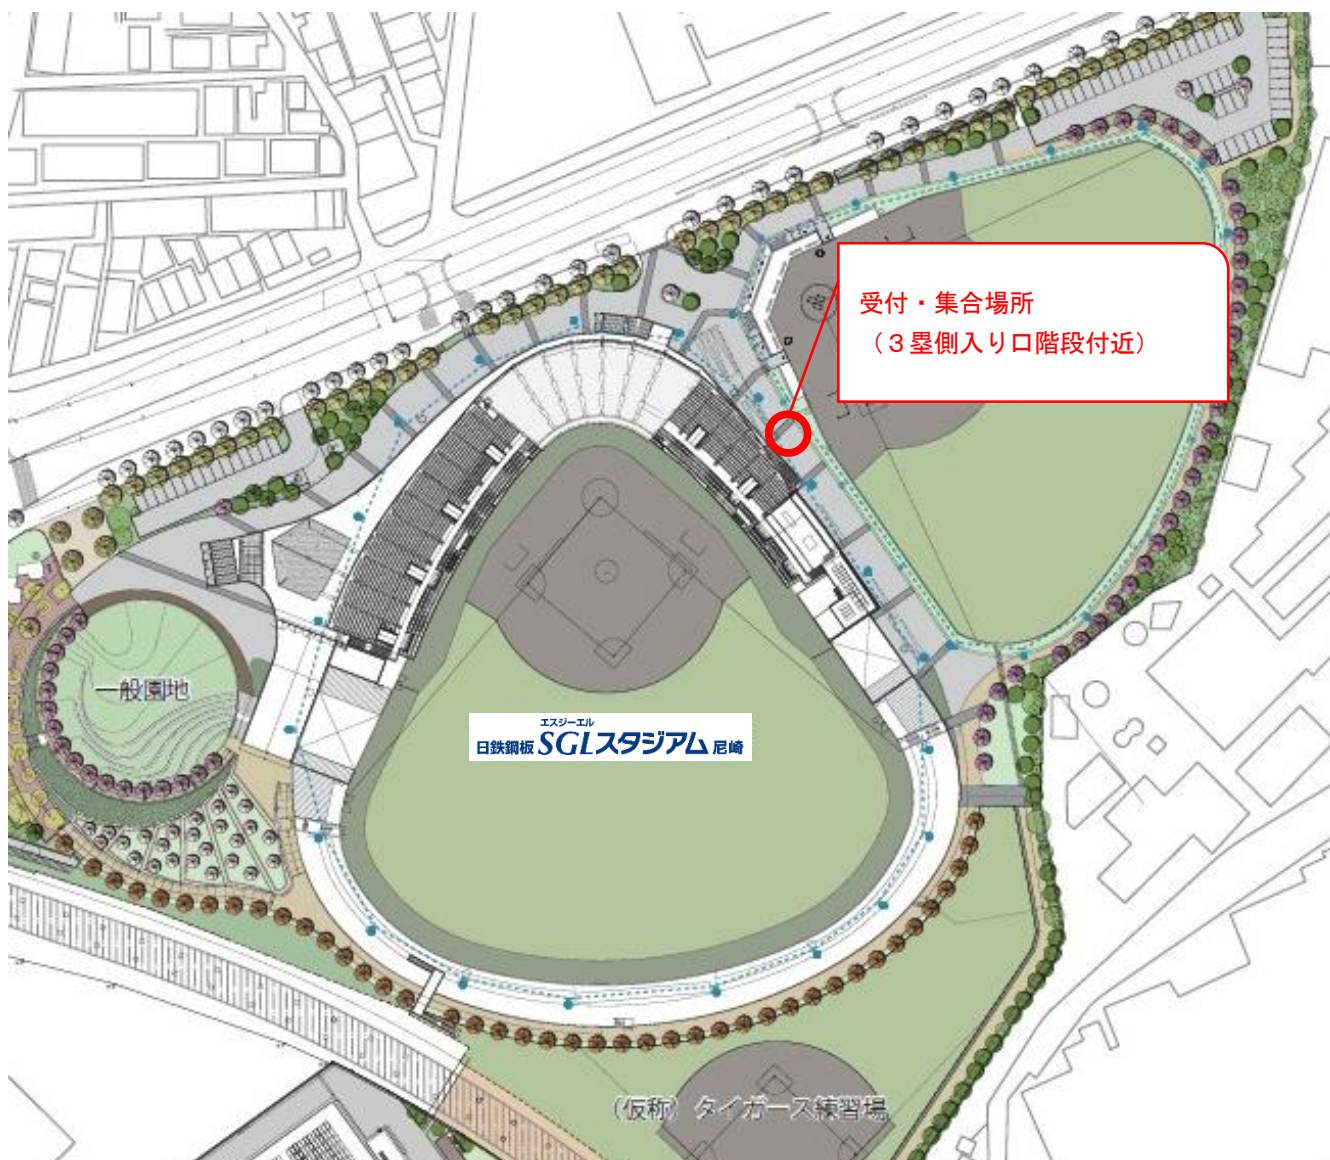 受付・集合場所
（３塁側入り口階段付近）
一般園地
エスジーエル
日鉄鋼板 SGLスタジアム 尼崎
（仮称）タイガース練習場